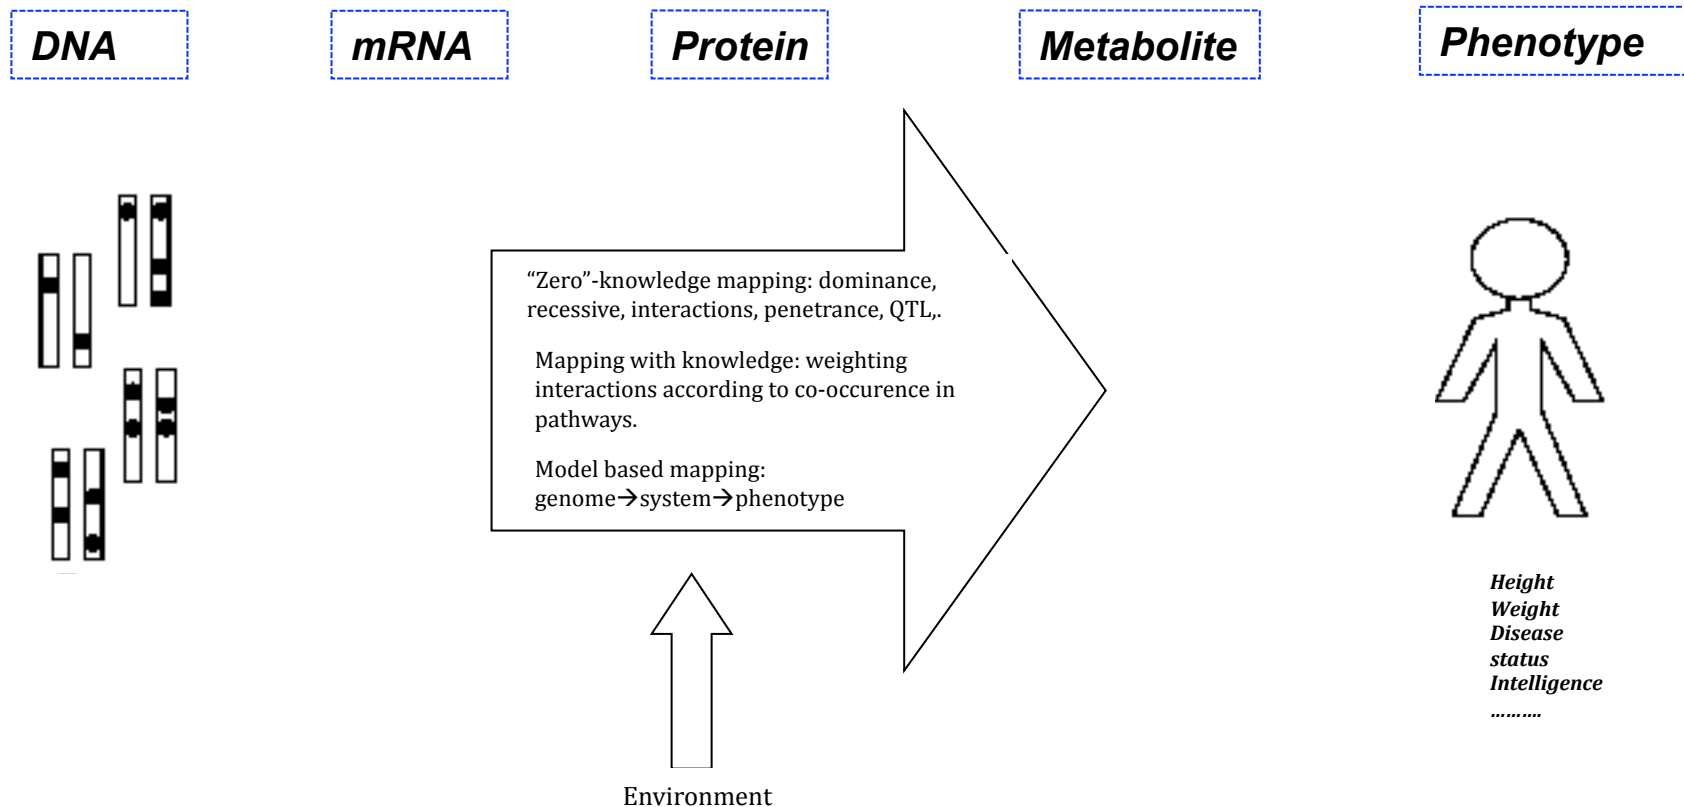 DNA
mRNA
Protein
Metabolite
Phenotype
“Zero”-knowledge mapping: dominance,
recessive, interactions, penetrance, QTL,.
Mapping with knowledge: weighting
interactions according to co-occurence in
pathways.
Model based mapping:
genome→system→phenotype
Height
Weight
Disease
status
Intelligence
..........
Environment